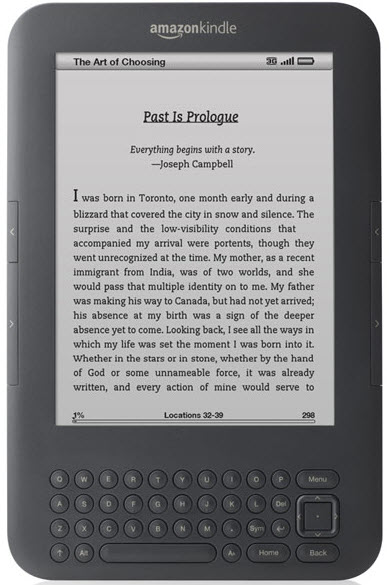 amazonkindle
The Art of Choosing 3G
Past Is Prologue
Everything begins with a story.
—Joseph Campbell
I was born in Toronto, one month early and during a
blizzard that covered the city in snow and silence. The
surprise and the low-visibility conditions that
accompanied my arrival were portents, though they
went unrecognized at the time. My mother, as a recent
immigrant from India, was of two worlds, and she
would pass that multiple identity on to me. My father
was making his way to Canada, but had not yet arrived;
his absence at my birth was a sign of the deeper
absence yet to come. Looking back, I see all the ways in
which my life was set the moment I was born into it.
Whether in the stars or in stone, whether by the hand
of God or some unnameable force, it was already
written, and every action of mine would serve to
1% Locations 32-39 298
Q W E R T Y U I O P Menu
A S D F G H J K L Del
Z X C V B N M . Sym
Alt Aa Home Back